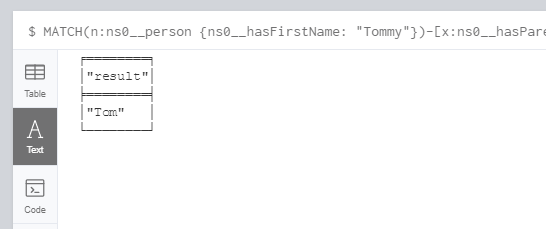 $ MATCH(n:ns0__person {ns0__hasFirstName: "Tommy"})-[x:ns0__hasPare
Table
"result"
"Tom"
A
Text
Code